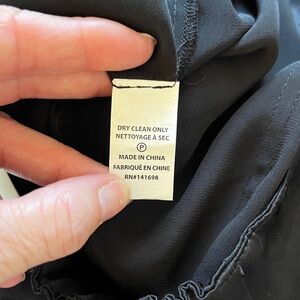 DRY CLEAN ONLY
NETTOYAGE À SEC
P
MADE IN CHINA
FABRIQUÉ EN CHINE
RN#141698